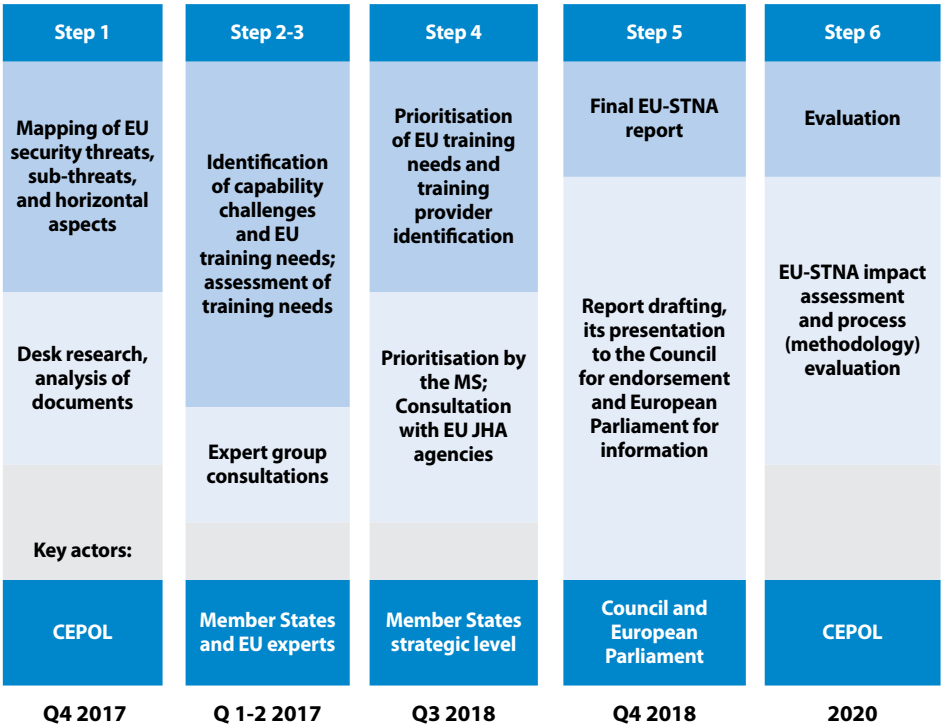 Step 1
Mapping of EU
security threats,
sub-threats,
and horizontal
aspects
Desk research,
analysis of
documents
Key actors:
CEPOL
Q4 2017
Step 2-3
Identification
of capability
challenges
and EU
training needs;
assessment of
training needs
Expert group
consultations
Member States
and EU experts
Q 1-2 2017
Step 4
Prioritisation
of EU training
needs and
training
provider
identification
Prioritisation by
the MS;
Consultation
with EU JHA
agencies
Member States
strategic level
Q3 2018
Step 5
Final EU-STNA
report
Report drafting,
its presentation
to the Council
for endorsement
and European
Parliament for
information
Council and
European
Parliament
Q4 2018
Step 6
Evaluation
EU-STNA impact
assessment
and process
(methodology)
evaluation
CEPOL
2020